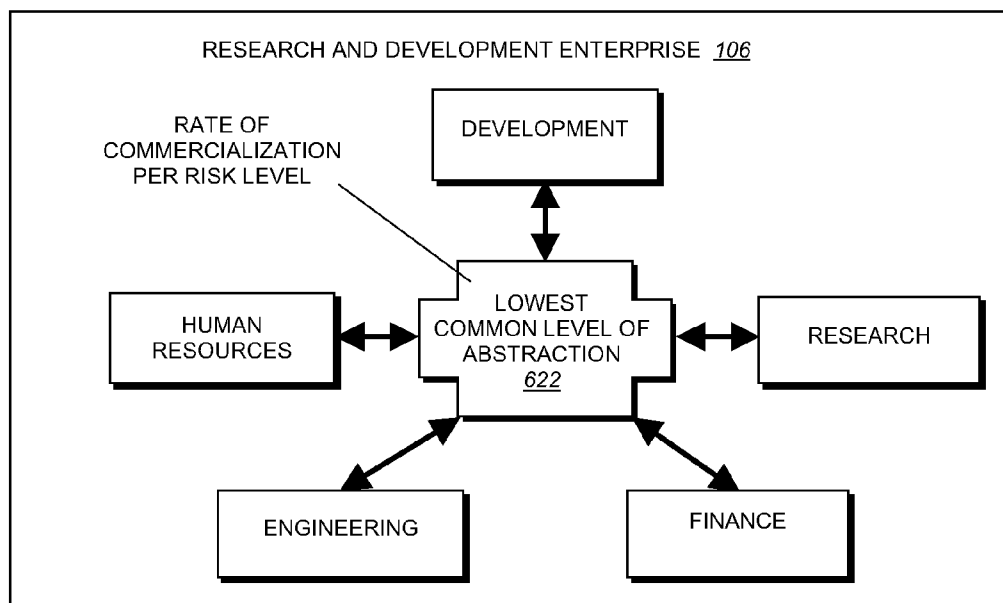 RESEARCH AND DEVELOPMENT ENTERPRISE 106
RATE OF
COMMERCIALIZATION
PER RISK LEVEL
DEVELOPMENT
HUMAN
RESOURCES
LOWEST
COMMON LEVEL OF
ABSTRACTION
622
RESEARCH
ENGINEERING
FINANCE